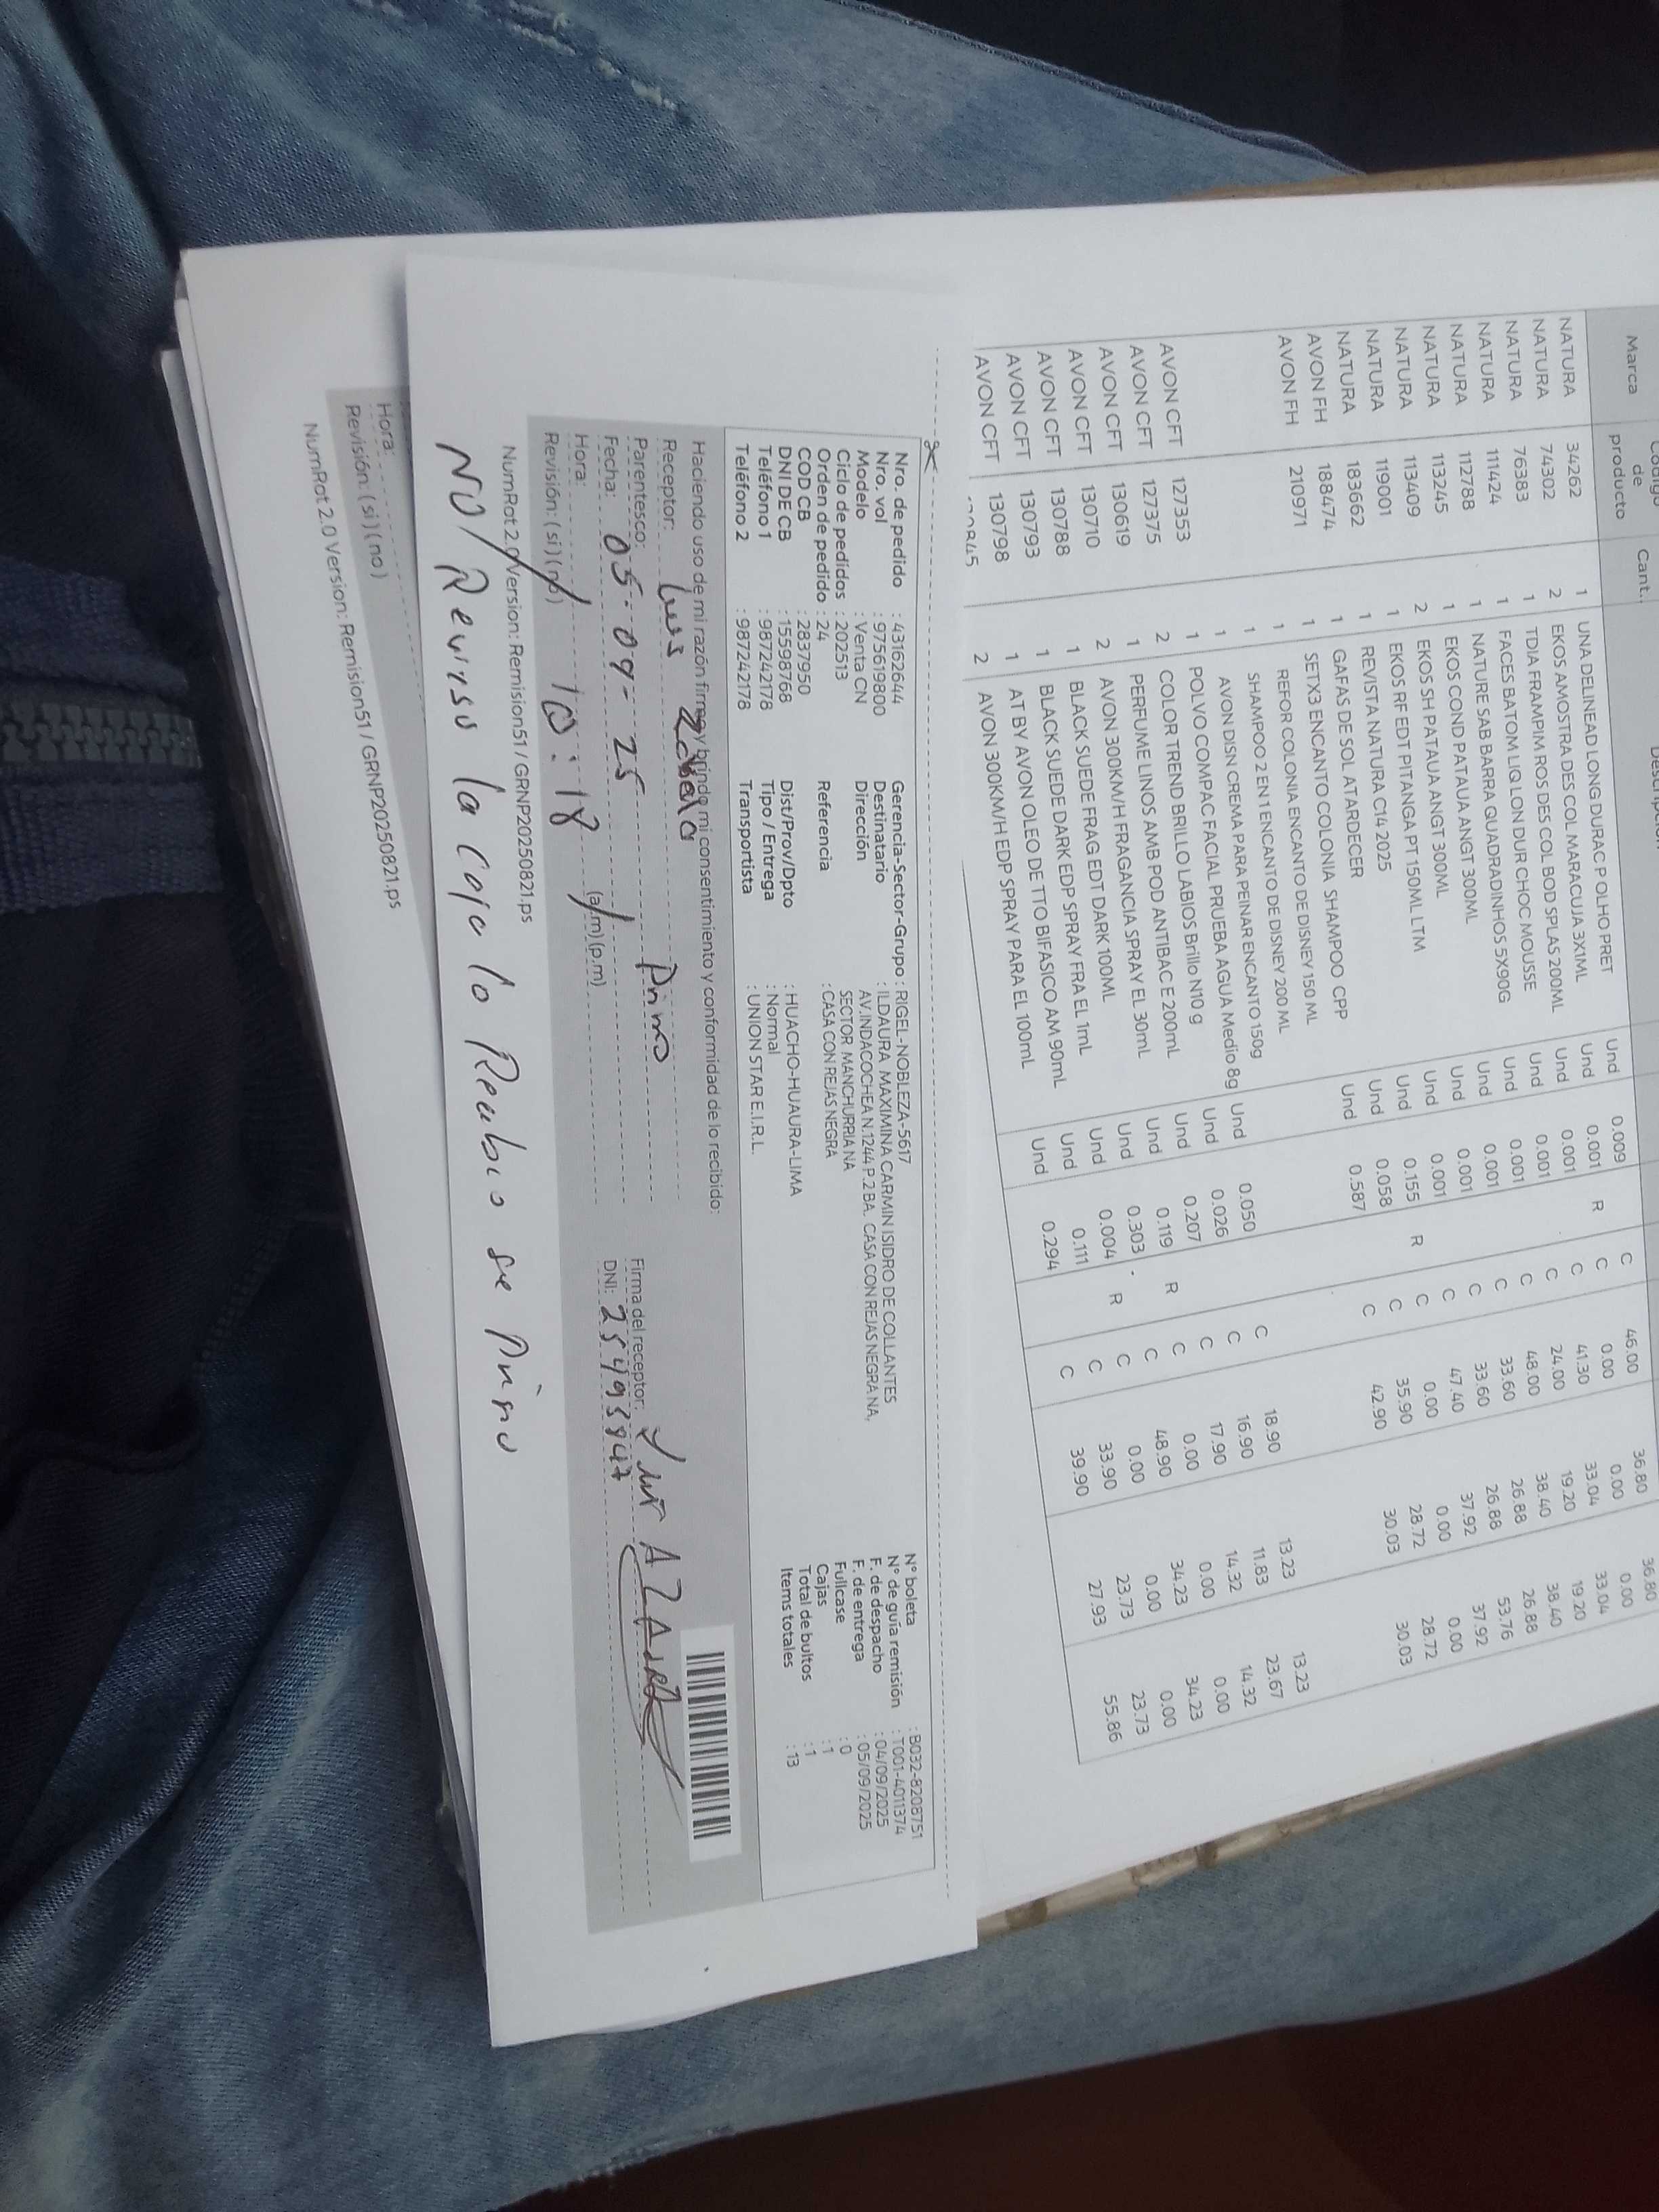 Marca de producto Cant.
NATURA 34262 1 UNA DELINEAD LONG DURAC P OLHO PRET Und 0.009 C 46.00 36.80 36.80
NATURA 74302 2 EKOS AMOSTRA DES COL MARACUJA 3X1ML Und 0.001 R C 0.00 0.00 0.00
NATURA 76383 1 TDIA FRAMPIM ROS DES COL BOD SPLAS 200ML Und 0.001 C 41.30 33.04 33.04
NATURA 111424 1 FACES BATOM LIQ LON DUR CHOC MOUSSE Und 0.001 C 24.00 19.20 19.20
NATURA 112788 1 NATURE SAB BARRA QUADRADINHOS 5X90G Und 0.001 C 48.00 38.40 38.40
NATURA 113245 1 EKOS COND PATAUA ANGT 300ML Und 0.001 C 33.60 26.88 26.88
NATURA 113409 2 EKOS SH PATAUA ANGT 300ML Und 0.001 C 33.60 26.88 53.76
NATURA 119001 1 EKOS RF EDT PITANGA PT 150ML LTM Und 0.001 C 47.40 37.92 37.92
NATURA 183662 1 REVISTA NATURA C14 2025 Und 0.155 R C 0.00 0.00 0.00
AVON FH 188474 1 GAFAS DE SOL ATARDECER Und 0.058 C 35.90 28.72 28.72
AVON FH 210971 1 SETX3 ENCANTO COLONIA SHAMPOO CPP Und 0.587 C 42.90 30.03 30.03
1 REFOR COLONIA ENCANTO DE DISNEY 150 ML
1 SHAMPOO 2 EN 1 ENCANTO DE DISNEY 200 ML
1 AVON DISN CREMA PARA PEINAR ENCANTO 150g
AVON CFT 127353 1 POLVO COMPAC FACIAL PRUEBA AGUA Medio 8g Und 0.050 C 18.90 13.23 13.23
AVON CFT 127375 2 COLOR TREND BRILLO LABIOS Brillo N10 g Und 0.026 C 16.90 11.83 23.67
AVON CFT 130619 1 PERFUME LINOS AMB POD ANTIBAC E 200mL Und 0.207 C 17.90 14.32 14.32
AVON CFT 130710 2 AVON 300KM/H FRAGANCIA SPRAY EL 30mL Und 0.119 R C 0.00 0.00 0.00
AVON CFT 130788 1 BLACK SUEDE FRAG EDT DARK 100ML Und 0.303 C 48.90 34.23 34.23
AVON CFT 130793 1 BLACK SUEDE DARK EDP SPRAY FRA EL 1mL Und 0.004 R C 0.00 0.00 0.00
AVON CFT 130798 1 AT BY AVON OLEO DE TTO BIFASICO AM 90mL Und 0.111 C 33.90 23.73 23.73
130845 2 AVON 300KM/H EDP SPRAY PARA EL 100mL Und 0.294 C 39.90 27.93 55.86
Nro. de pedido : 43162644 Gerencia-Sector-Grupo : RIGEL-NOBLEZA-5617 N° boleta : B032-8208751
Nro. vol : 975619800 Destinatario : ILDAURA MAXIMINA CARMIN ISIDRO DE COLLANTES N° de guía remisión : T001-4011374
Modelo : Venta CN Dirección AV.INDACOCHEA N.1244 P.2 BA. CASA CON REJAS NEGRA NA, F. de despacho : 04/09/2025
Ciclo de pedidos : 202513 SECTOR MANCHURRIA NA F. de entrega : 05/09/2025
Orden de pedido : 24 Referencia : CASA CON REJAS NEGRA Fullcase : 0
COD CB : 2837950 Cajas : 1
DNI DE CB : 15598768 Dist/Prov/Dpto : HUACHO-HUAURA-LIMA Total de bultos : 1
Teléfono 1 : 987242178 Tipo / Entrega : Normal Items totales : 13
Teléfono 2 : 987242178 Transportista : UNION STAR E.I.R.L.
Haciendo uso de mi razón firmo y brindo mi consentimiento y conformidad de lo recibido:
Receptor: Luis
Parentesco: Primo Firma del receptor:
Fecha: 05-09-25 DNI:
Hora: 10:18 (a.m) (p.m)
Revisión: (si) (no)
NumRot 2.0 Version: Remision51 / GRNP20250821.ps
NO Reviso la caja lo Recibio su Primo
Hora:
Revisión: (si) (no)
NumRot 2.0 Version: Remision51 / GRNP20250821.ps